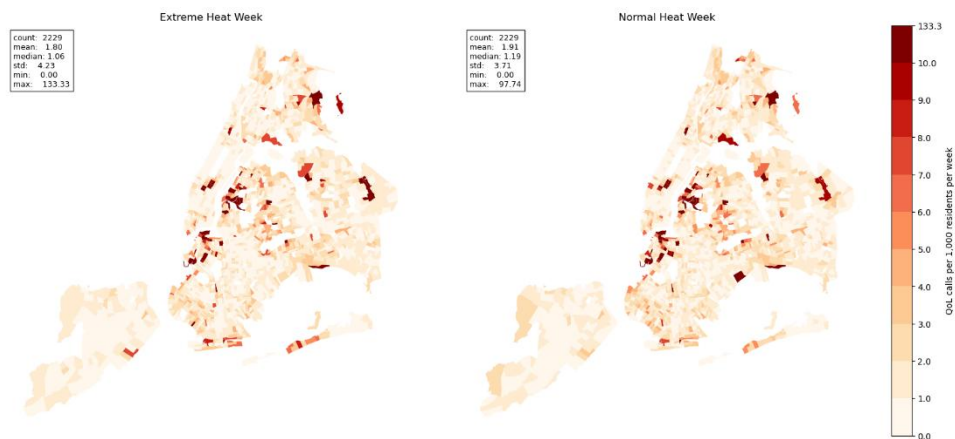 Extreme Heat Week
count: 2229
mean: 1.80
median: 1.06
std: 4.23
min: 0.00
max: 133.33
Normal Heat Week
count: 2229
mean: 1.91
median: 1.19
std: 3.71
min: 0.00
max: 97.74
133.3
10.0
9.0
8.0
7.0
6.0
5.0
4.0
3.0
2.0
1.0
0.0
QoL calls per 1,000 residents per week